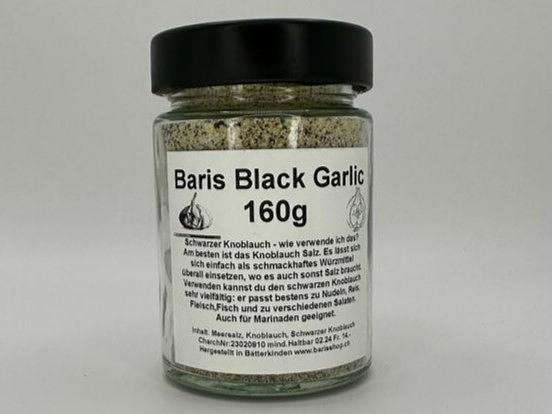 Baris Black Garlic
160g
Schwarzer Knoblauch - wie verwende ich das?
Am besten ist das Knoblauch Salz. Es lässt sich
sich einfach als schmackhaftes Würzmittel
überall einsetzen, wo es auch sonst Salz braucht.
Verwenden kannst du den schwarzen Knoblauch
sehr vielfältig: er passt bestens zu Nudeln, Reis,
Fleisch,Fisch und zu verschiedenen Salaten.
Auch für Marinaden geeignet.
Inhalt: Meersalz, Knoblauch, Schwarzer Knoblauch
CharchNr:23020810 mind.Haltbar 02.24 Fr. 14.-
Hergestellt in Bätterkinden www.barisshop.ch